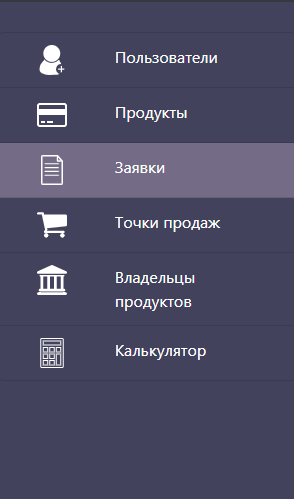 Пользователи
Продукты
Заявки
Точки продаж
Владельцы
продуктов
Калькулятор